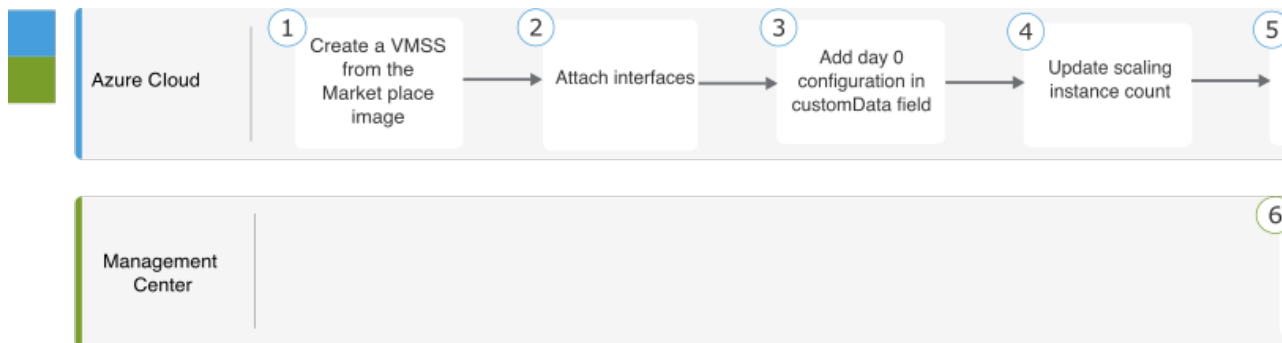 Azure Cloud
1
Create a VMSS
from the
Market place
image
2
Attach interfaces
3
Add day 0
configuration in
customData field
4
Update scaling
instance count
5
Management
Center
6